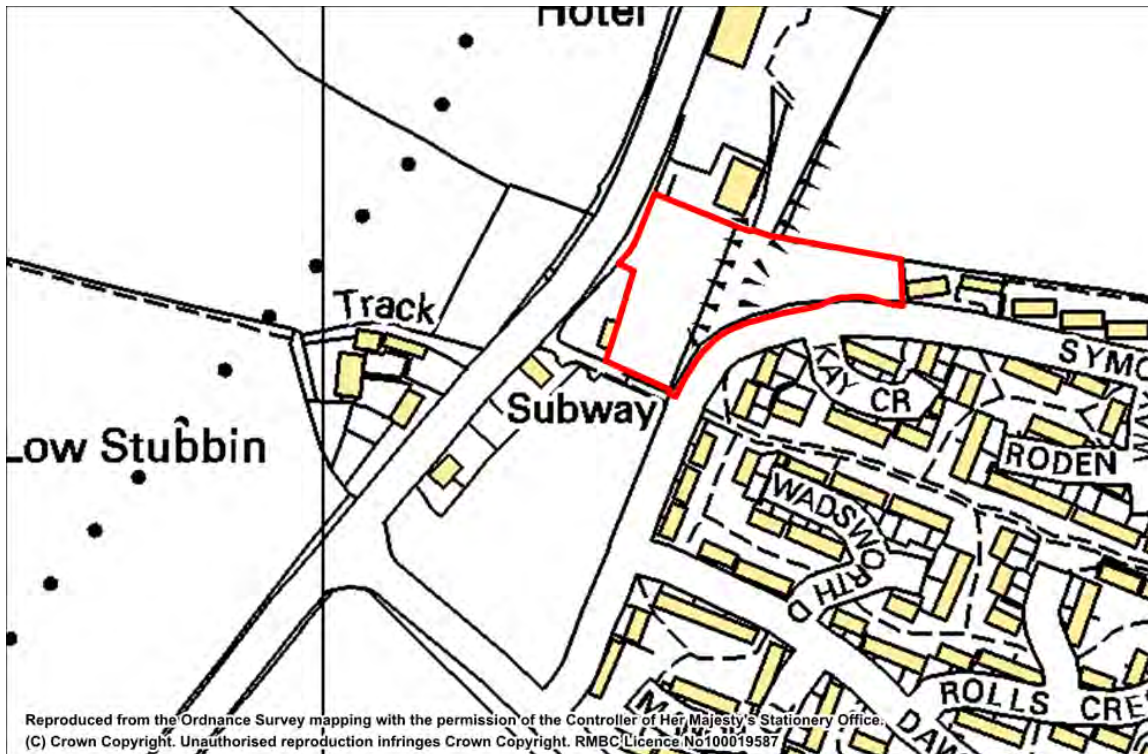 Hotel
Track
Low Stubbin
Subway
SYMO
KAY CR
RODEN
WADSWORTH
D
ROLLS CRE
DAW
Reproduced from the Ordnance Survey mapping with the permission of the Controller of Her Majesty's Stationery Office.
(C) Crown Copyright. Unauthorised reproduction infringes Crown Copyright. RMBC Licence No100019587